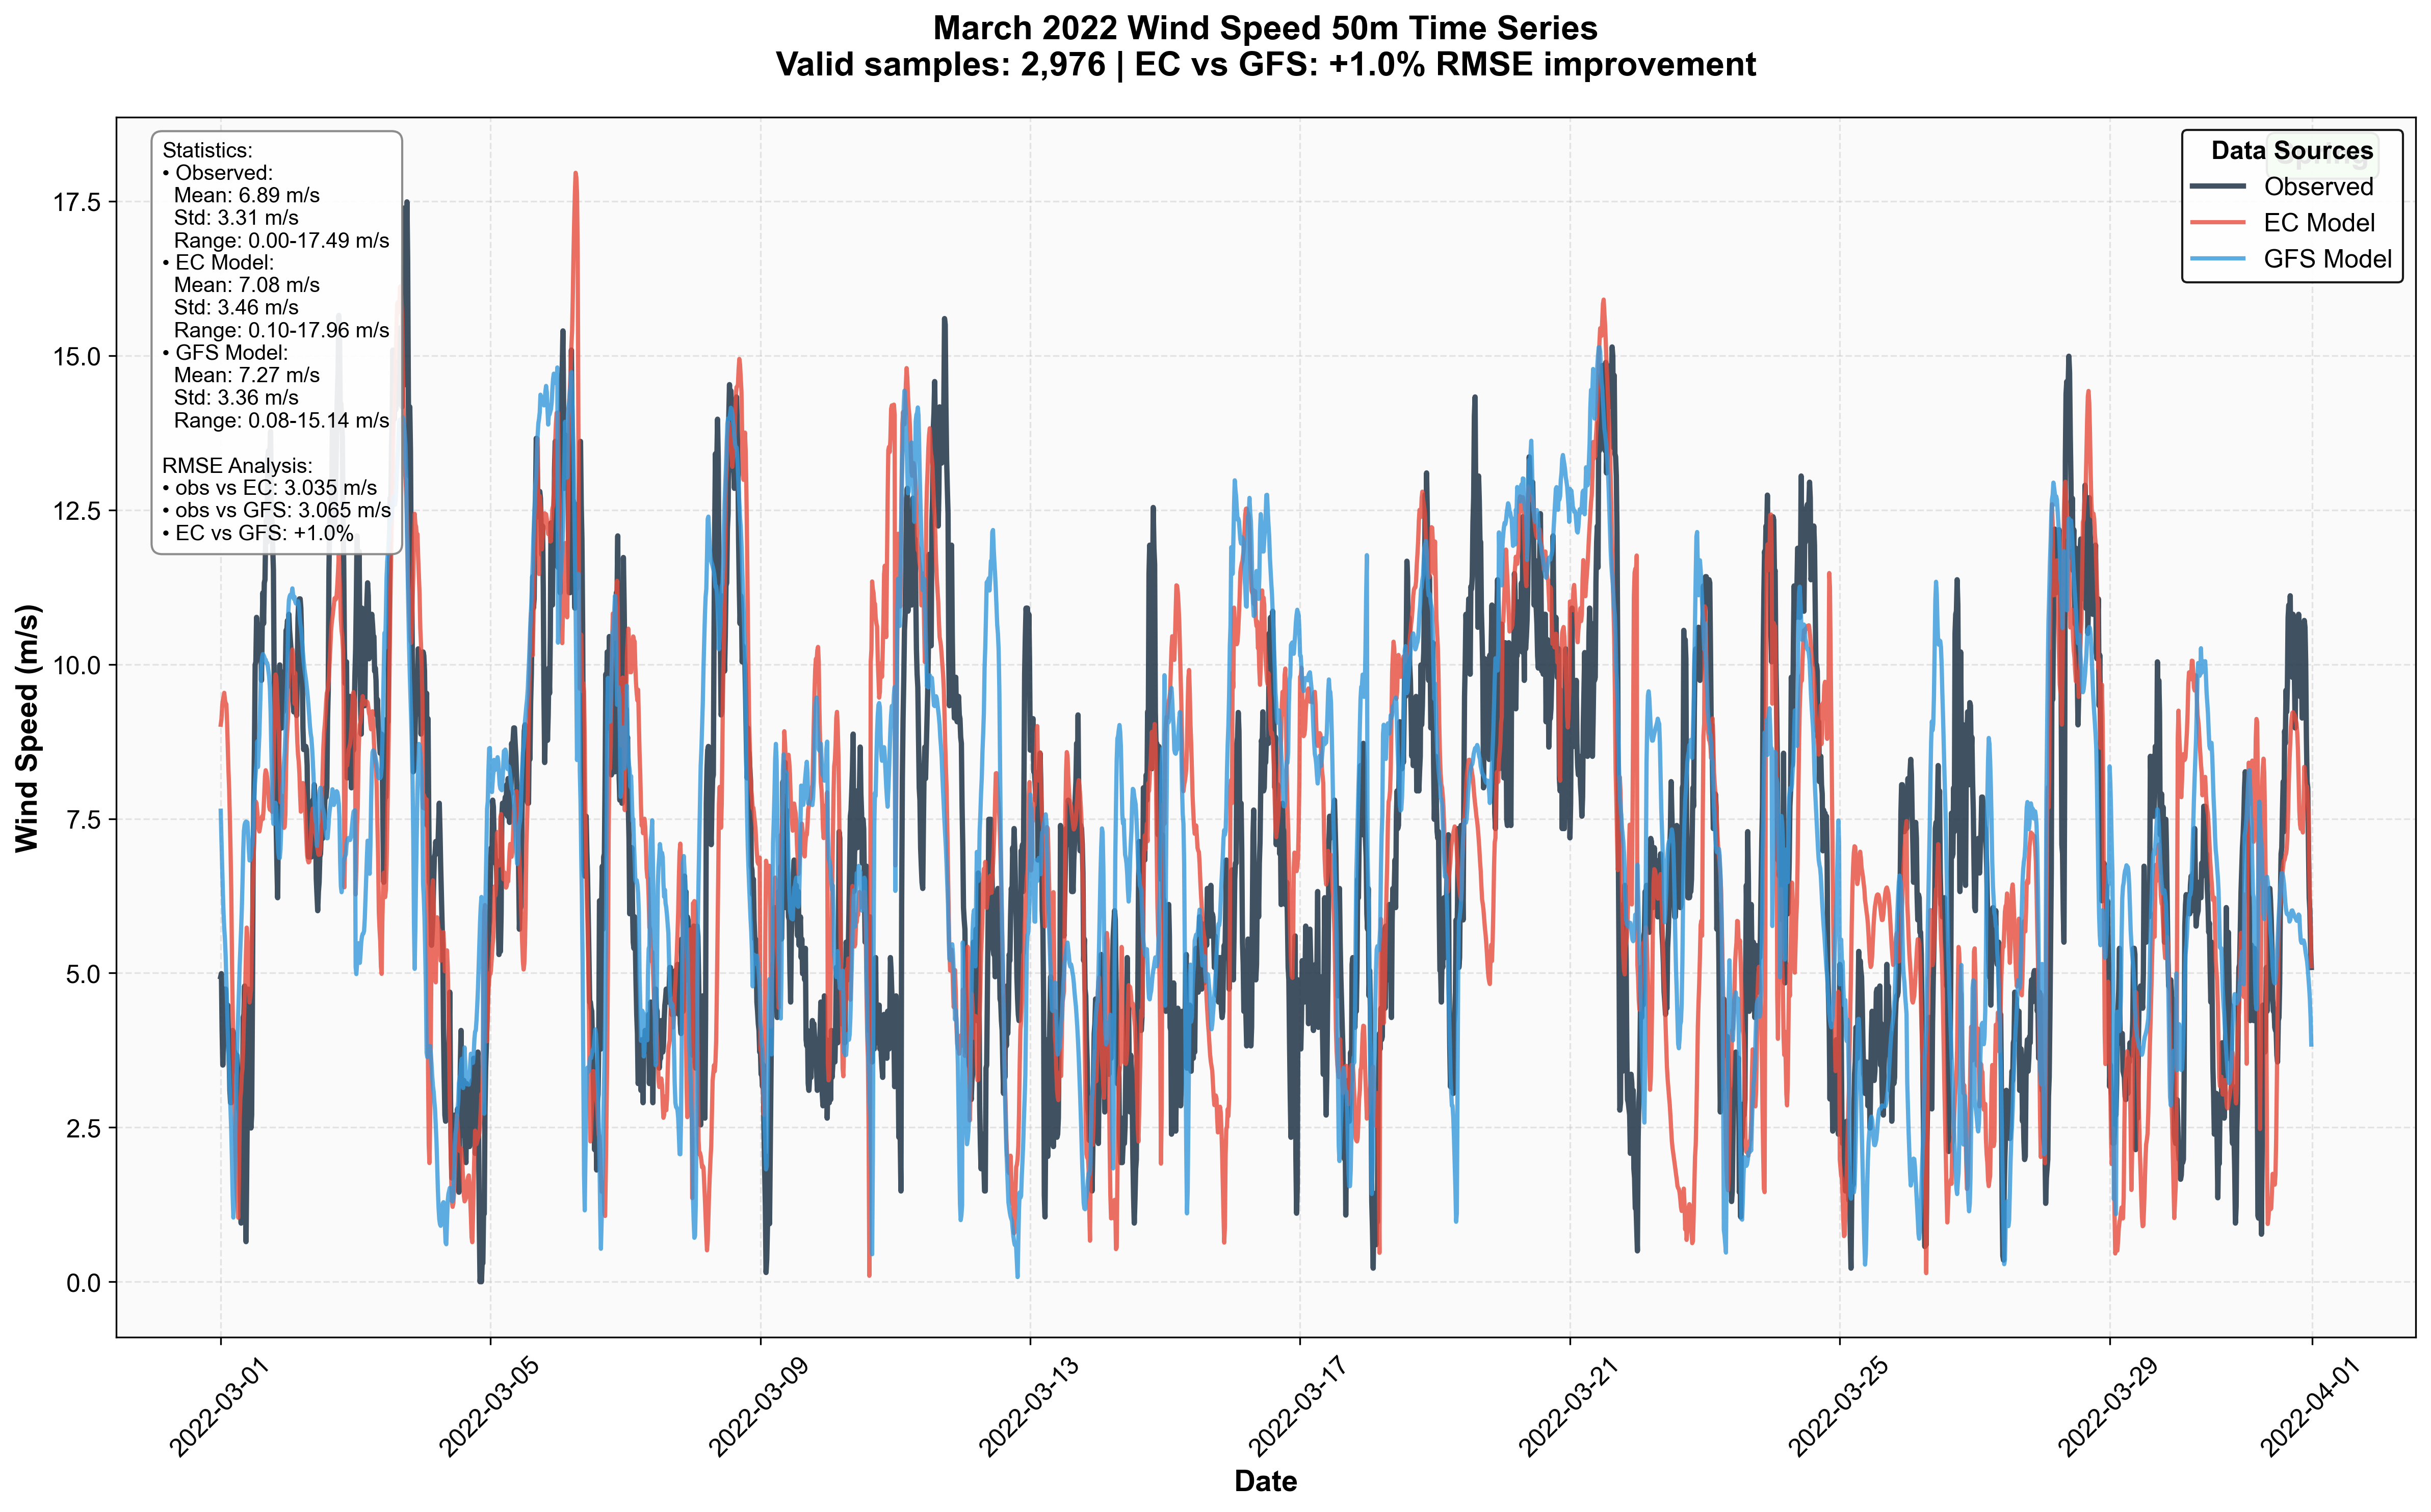 March 2022 Wind Speed 50m Time Series
Valid samples: 2,976 | EC vs GFS: +1.0% RMSE improvement
Statistics:
• Observed:
Mean: 6.89 m/s
Std: 3.31 m/s
Range: 0.00-17.49 m/s
• EC Model:
Mean: 7.08 m/s
Std: 3.46 m/s
Range: 0.10-17.96 m/s
• GFS Model:
Mean: 7.27 m/s
Std: 3.36 m/s
Range: 0.08-15.14 m/s
RMSE Analysis:
• obs vs EC: 3.035 m/s
• obs vs GFS: 3.065 m/s
• EC vs GFS: +1.0%
Data Sources
Observed
EC Model
GFS Model
Spring
Wind Speed (m/s)
17.5
15.0
12.5
10.0
7.5
5.0
2.5
0.0
2022-03-01
2022-03-05
2022-03-09
2022-03-13
2022-03-17
2022-03-21
2022-03-25
2022-03-29
2022-04-01
Date